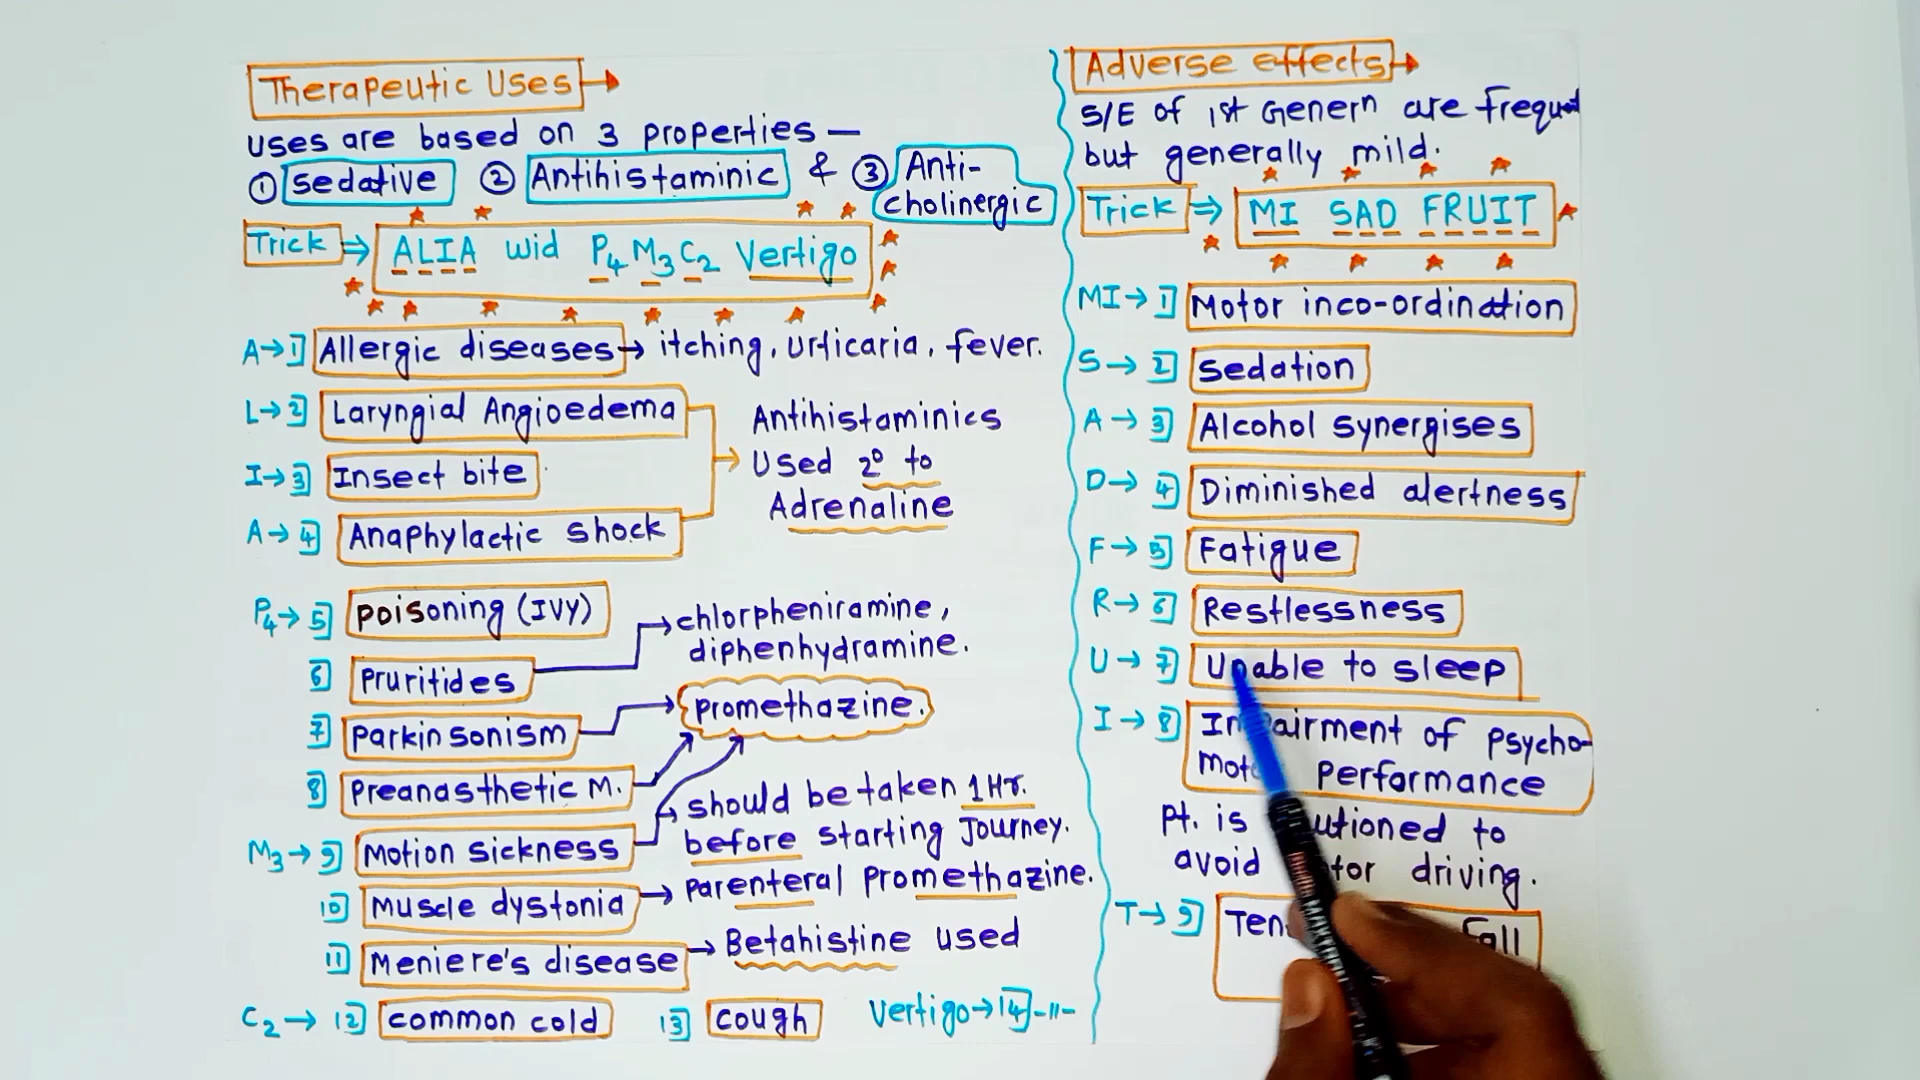 Therapeutic Uses
Uses are based on 3 properties –
① Sedative ② Antihistaminic & ③ Anti-
cholinergic
Trick ⇒ ALIA wid P4 M3 C2 Vertigo
A→ 1] Allergic diseases → itching, urticaria, fever.
L→ 2] Laryngial Angioedema
I→ 3] Insect bite
A→ 4] Anaphylactic shock
Antihistaminics
Used 2° to
Adrenaline
P4→ 5] Poisoning (IVY)
6] Pruritides → chlorpheniramine,
diphenhydramine.
7] Parkinsonism → promethazine.
8] Preanasthetic M.
M3→ 9] Motion sickness → should be taken 1 Hr.
before starting Journey.
10] Muscle dystonia → parenteral promethazine.
11] Meniere's disease → Betahistine used
C2→ 12] common cold 13] cough Vertigo→14]-11-
Adverse effects
S/E of 1st Genern are frequent
but generally mild.
Trick ⇒ MI SAD FRUIT
MI→ 1] Motor inco-ordination
S→ 2] Sedation
A→ 3] Alcohol synergises
D→ 4] Diminished alertness
F→ 5] Fatigue
R→ 6] Restlessness
U→ 7] Unable to sleep
I→ 8] Impairment of psycho-
Performance
Pt. is to
avoid driving.
T→ 9] fall